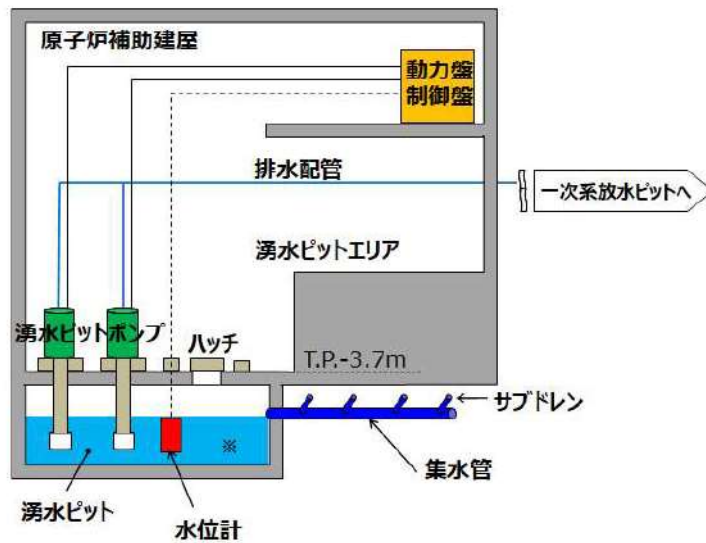 原子炉補助建屋
動力盤
制御盤
排水配管
一次系放水ピットへ
湧水ピットエリア
湧水ピットポンプ
ハッチ
T.P.-3.7m
サブドレン
※
集水管
湧水ピット
水位計